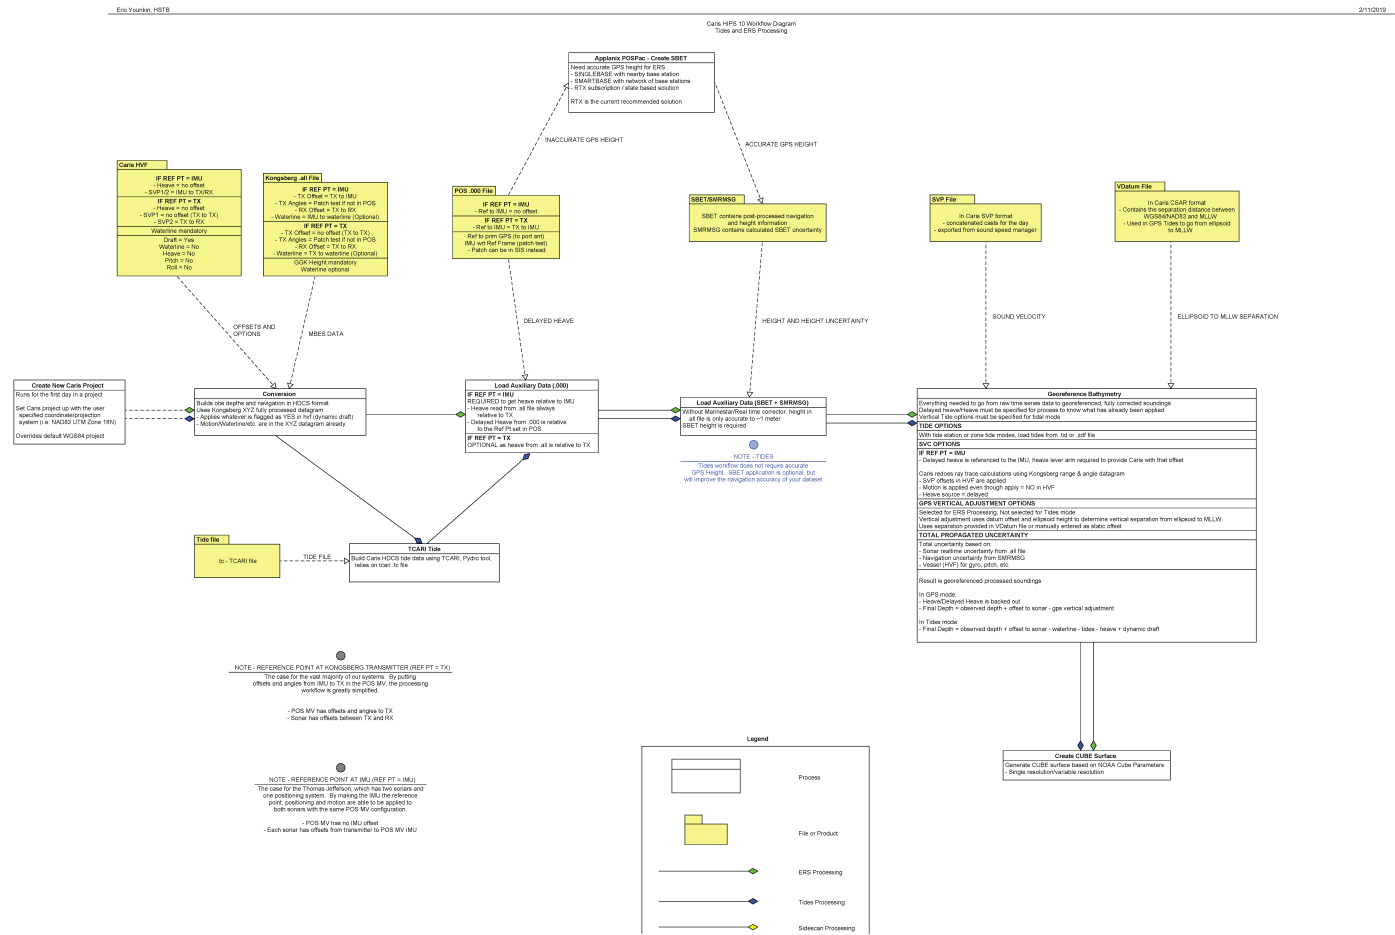 Eric Younkin, HSTB
2/11/2019
Caris HIPS 10 Workflow Diagram
Tides and ERS Processing
Applanix POSPac - Create SBET
Need accurate GPS height for ERS
- SINGLEBASE with nearby base station
- SMARTBASE with network of base stations
- RTX subscription / state based solution
RTX is the current recommended solution
INACCURATE GPS HEIGHT
ACCURATE GPS HEIGHT
Caris HVF
IF REF PT = IMU
- Heave = no offset
- SVP1/2 = IMU to TX/RX
IF REF PT = TX
- Heave = no offset
- SVP1 = no offset (TX to TX)
- SVP2 = TX to RX
Waterline mandatory
Draft = Yes
Waterline = No
Heave = No
Pitch = No
Roll = No
Kongsberg .all File
IF REF PT = IMU
- TX Offset = TX to IMU
- TX Angles = Patch test if not in POS
- RX Offset = TX to RX
- Waterline = IMU to waterline (Optional)
IF REF PT = TX
- TX Offset = no offset (TX to TX)
- TX Angles = Patch test if not in POS
- RX Offset = TX to RX
- Waterline = TX to waterline (Optional)
GGK Height mandatory
Waterline optional
POS .000 File
IF REF PT = IMU
- Ref to IMU = no offset
IF REF PT = TX
- Ref to IMU = TX to IMU
Ref to prim GPS (to port ant)
IMU wrt Ref Frame (patch test)
- Patch can be in SIS instead
SBET/SMRMSG
SBET contains post-processed navigation
and height information
SMRMSG contains calculated SBET uncertainty
SVP File
In Caris SVP format
- concatenated casts for the day
- exported from sound speed manager
VDatum File
In Caris CSAR format
- Contains the separation distance between
WGS84/NAD83 and MLLW
- Used in GPS Tides to go from ellipsoid
to MLLW
OFFSETS AND
OPTIONS
MBES DATA
DELAYED HEAVE
HEIGHT AND HEIGHT UNCERTAINTY
SOUND VELOCITY
ELLIPSOID TO MLLW SEPARATION
Create New Caris Project
Runs for the first day in a project
Set Caris project up with the user
specified coordinate/projection
system (i.e. NAD83 UTM Zone 18N)
Overrides default WGS84 project
Conversion
Builds obs depths and navigation in HDCS format
Uses Kongsberg XYZ fully processed datagram
- Applies whatever is flagged as YES in hvf (dynamic draft)
- Motion/Waterline/etc. are in the XYZ datagram already
Load Auxiliary Data (.000)
IF REF PT = IMU
REQUIRED to get heave relative to IMU
- Heave read from .all file always
relative to TX
- Delayed Heave from .000 is relative
to the Ref Pt set in POS
IF REF PT = TX
OPTIONAL as heave from .all is relative to TX
Load Auxiliary Data (SBET + SMRMSG)
Without Marinestar/Real time corrector, height in
.all file is only accurate to ~1 meter
SBET height is required
NOTE - TIDES
Tides workflow does not require accurate
GPS Height. SBET application is optional, but
will improve the navigation accuracy of your dataset
Georeference Bathymetry
Everything needed to go from raw time series data to georeferenced, fully corrected soundings
Delayed heave/Heave must be specified for process to know what has already been applied
Vertical Tide options must be specified for tidal mode
TIDE OPTIONS
With tide station or zone tide modes, load tides from .tid or .zdf file
SVC OPTIONS
IF REF PT = IMU
- Delayed heave is referenced to the IMU, heave lever arm required to provide Caris with that offset
Caris redoes ray trace calculations using Kongsberg range & angle datagram
- SVP offsets in HVF are applied
- Motion is applied even though apply = NO in HVF
- Heave source = delayed
GPS VERTICAL ADJUSTMENT OPTIONS
Selected for ERS Processing, Not selected for Tides mode
Vertical adjustment uses datum offset and ellipsoid height to determine vertical separation from ellipsoid to MLLW
Uses separation provided in VDatum file or manually entered as static offset
TOTAL PROPAGATED UNCERTAINTY
Total uncertainty based on:
- Sonar realtime uncertainty from .all file
- Navigation uncertainty from SMRMSG
- Vessel (HVF) for gyro, pitch, etc.
Result is georeferenced processed soundings
In GPS mode:
- Heave/Delayed Heave is backed out
- Final Depth = observed depth + offset to sonar - gps vertical adjustment
In Tides mode:
- Final Depth = observed depth + offset to sonar - waterline - tides - heave + dynamic draft
Tide file
.tc - TCARI file
TIDE FILE
TCARI Tide
Build Caris HDCS tide data using TCARI, Pydro tool,
relies on tcari .tc file
NOTE - REFERENCE POINT AT KONGSBERG TRANSMITTER (REF PT = TX)
The case for the vast majority of our systems. By putting
offsets and angles from IMU to TX in the POS MV, the processing
workflow is greatly simplified.
- POS MV has offsets and angles to TX
- Sonar has offsets between TX and RX
NOTE - REFERENCE POINT AT IMU (REF PT = IMU)
The case for the Thomas Jefferson, which has two sonars and
one positioning system. By making the IMU the reference
point, positioning and motion are able to be applied to
both sonars with the same POS MV configuration.
- POS MV has no IMU offset
- Each sonar has offsets from transmitter to POS MV IMU
Create CUBE Surface
Generate CUBE surface based on NOAA Cube Parameters
- Single resolution/variable resolution
Legend
Process
File or Product
ERS Processing
Tides Processing
Sidescan Processing